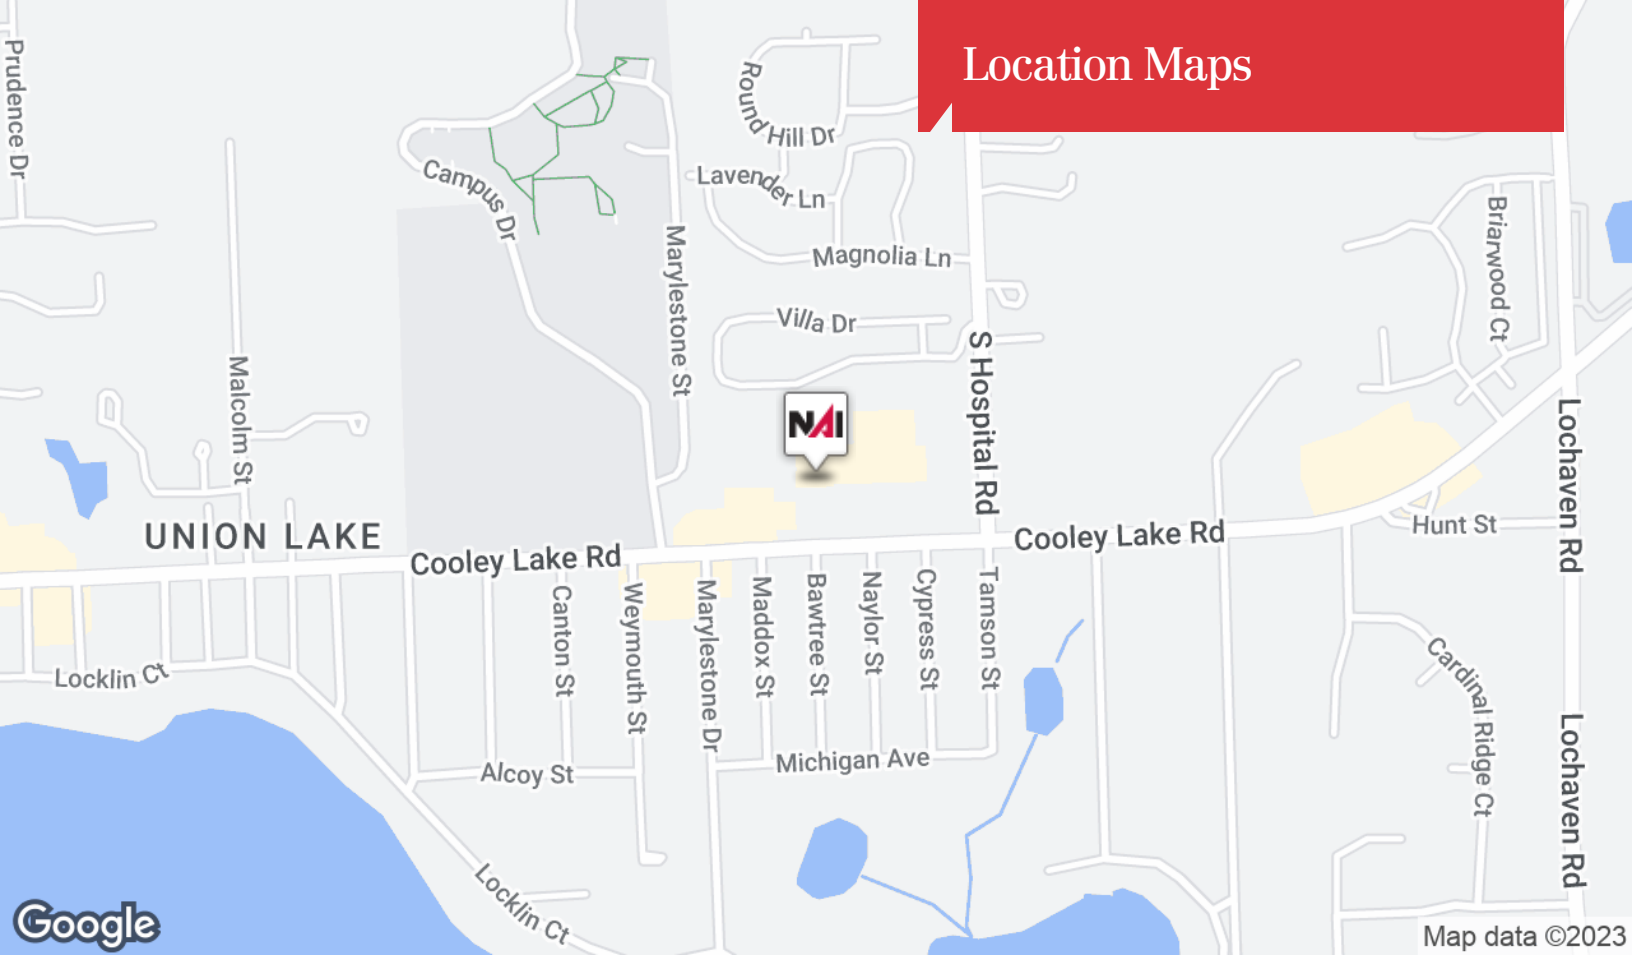 Location Maps
Prudence Dr
Round Hill Dr
Campus Dr
Lavender Ln
Marylestone St
Magnolia Ln
Briarwood Ct
Villa Dr
S Hospital Rd
Malcolm St
NAI
Lochaven Rd
UNION LAKE
Cooley Lake Rd
Cooley Lake Rd
Hunt St
Canton St
Weymouth St
Marylestone Dr
Maddox St
Bawtree St
Naylor St
Cypress St
Tamson St
Locklin Ct
Cardinal Ridge Ct
Alcoy St
Michigan Ave
Lochaven Rd
Locklin Ct
Google
Map data ©2023